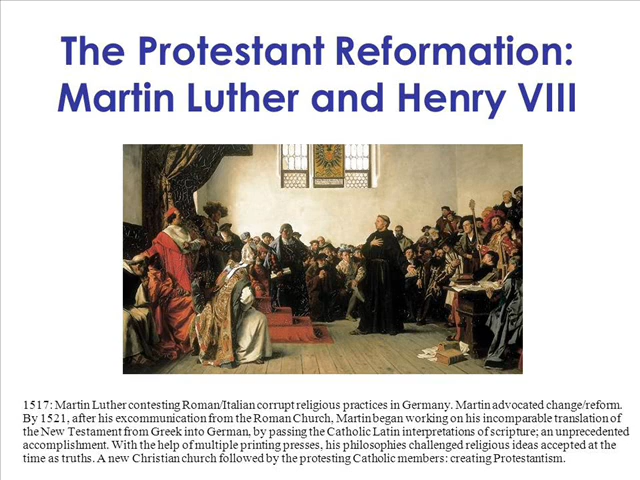 The Protestant Reformation:
Martin Luther and Henry VIII
1517: Martin Luther contesting Roman/Italian corrupt religious practices in Germany. Martin advocated change/reform.
By 1521, after his excommunication from the Roman Church, Martin began working on his incomparable translation of
the New Testament from Greek into German, by passing the Catholic Latin interpretations of scripture; an unprecedented
accomplishment. With the help of multiple printing presses, his philosophies challenged religious ideas accepted at the
time as truths. A new Christian church followed by the protesting Catholic members: creating Protestantism.